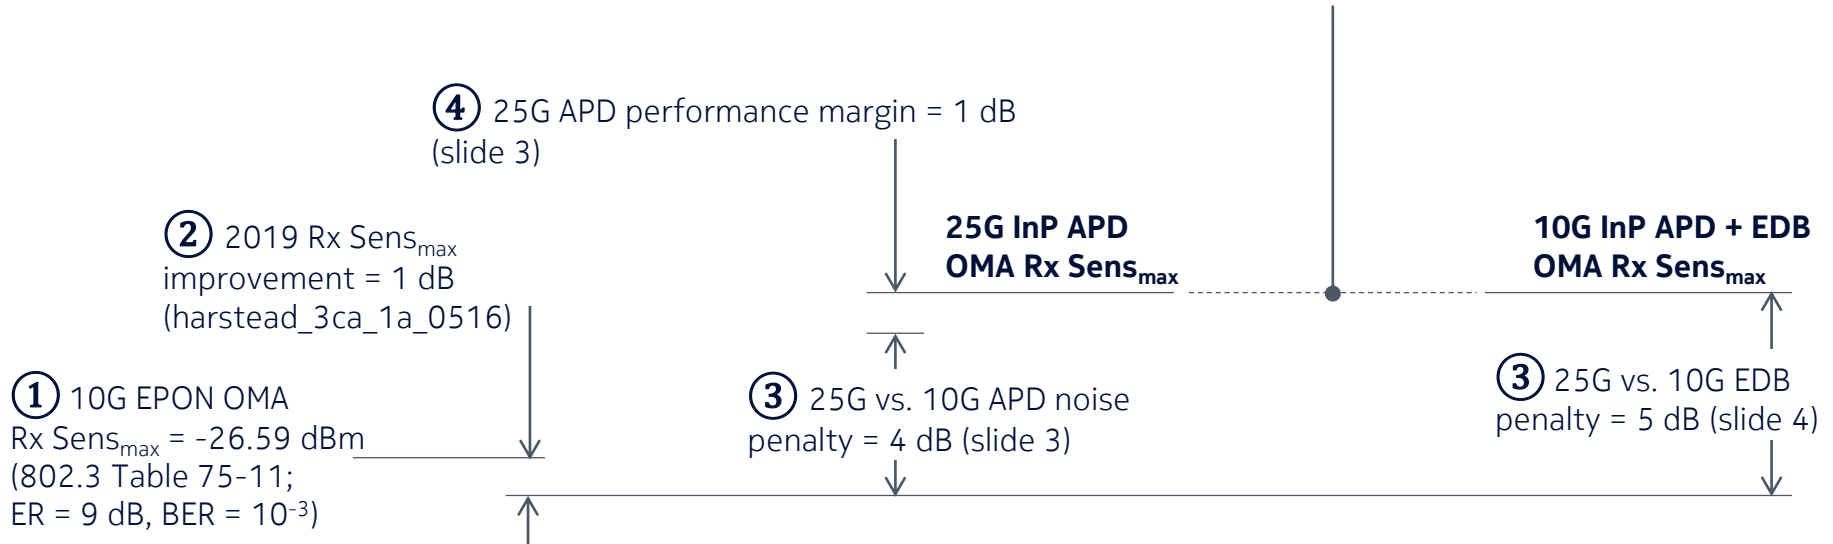 ④ 25G APD performance margin = 1 dB
(slide 3)
② 2019 Rx Sensmax
improvement = 1 dB
(harstead_3ca_1a_0516)
25G InP APD
OMA Rx Sensmax
10G InP APD + EDB
OMA Rx Sensmax
① 10G EPON OMA
Rx Sensmax = -26.59 dBm
(802.3 Table 75-11;
ER = 9 dB, BER = 10-3)
③ 25G vs. 10G APD noise
penalty = 4 dB (slide 3)
③ 25G vs. 10G EDB
penalty = 5 dB (slide 4)